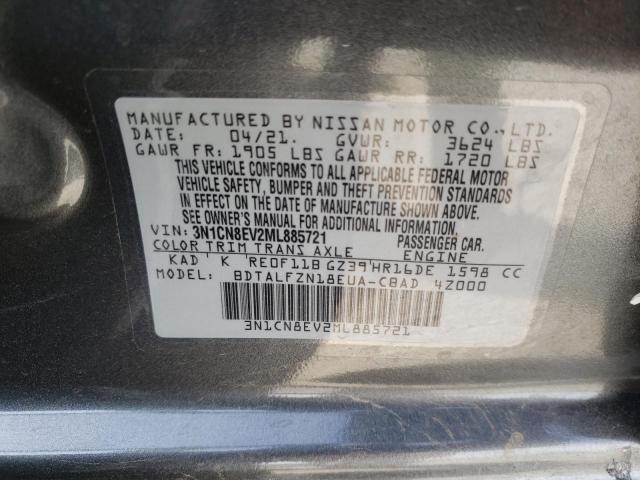 MANUFACTURED BY NISSAN MOTOR CO.,LTD.
DATE: 04/21. GVWR: 3624 LBS
GAWR FR: 1905 LBS GAWR RR: 1720 LBS
THIS VEHICLE CONFORMS TO ALL APPLICABLE FEDERAL MOTOR
VEHICLE SAFETY, BUMPER AND THEFT PREVENTION STANDARDS
IN EFFECT ON THE DATE OF MANUFACTURE SHOWN ABOVE.
SEE OWNER'S MANUAL FOR ADDITIONAL INFORMATION.
VIN: 3N1CN8EV2ML885721 PASSENGER CAR.
COLOR TRIM TRANS AXLE ENGINE
KAD K RE0F11B GZ39 HR16DE 1598 CC
MODEL: BDTALFZN18EUA-CBAD 4Z000
3N1CN8EV2ML885721